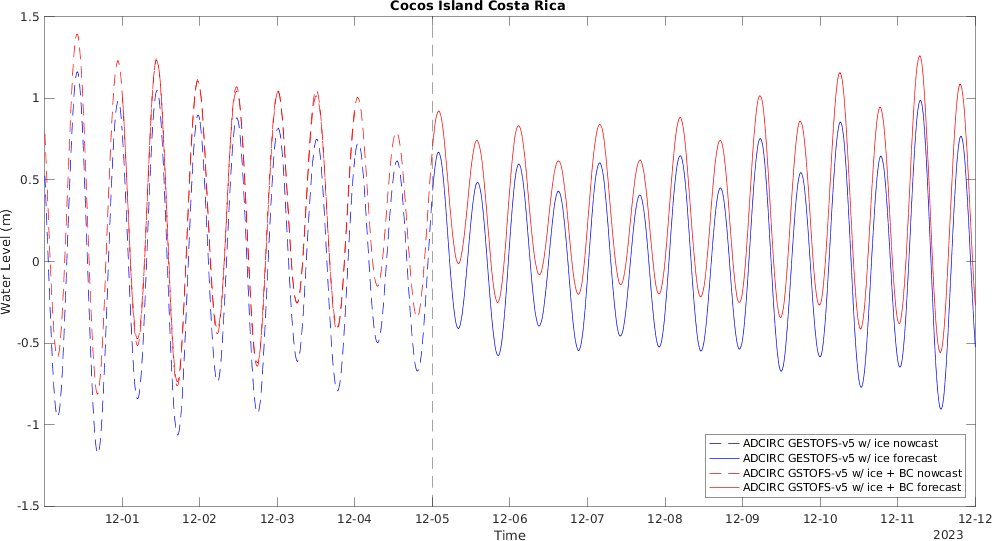 Cocos Island Costa Rica
1.5
1
0.5
0
-0.5
-1
-1.5
Water Level (m)
ADCIRC GESTOFS-v5 w/ ice nowcast
ADCIRC GESTOFS-v5 w/ ice forecast
ADCIRC GSTOFS-v5 w/ ice + BC nowcast
ADCIRC GSTOFS-v5 w/ ice + BC forecast
12-01 12-02 12-03 12-04 12-05 12-06 12-07 12-08 12-09 12-10 12-11 12-12
Time
2023